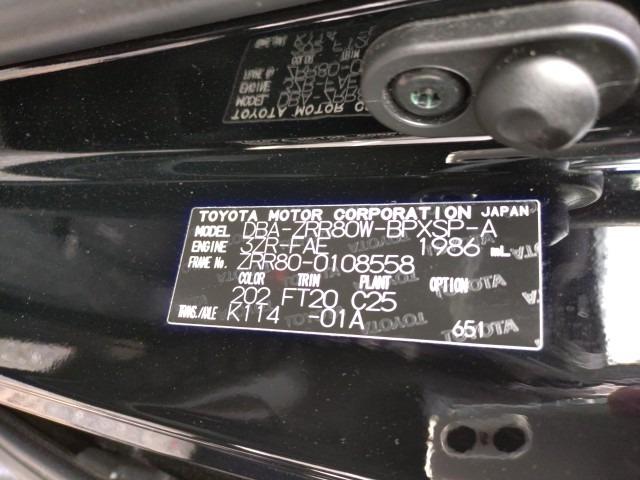 TOYOTA MOTOR CORPORATION JAPAN
MODEL DBA-ZRR80W-BPXSP-A
ENGINE 3ZR-FAE 1986 mL
FRAME No. ZRR80-0108558
COLOR TRIM PLANT OPTION
202 FT20 C25
TRANS./AXLE K114 -01A 651